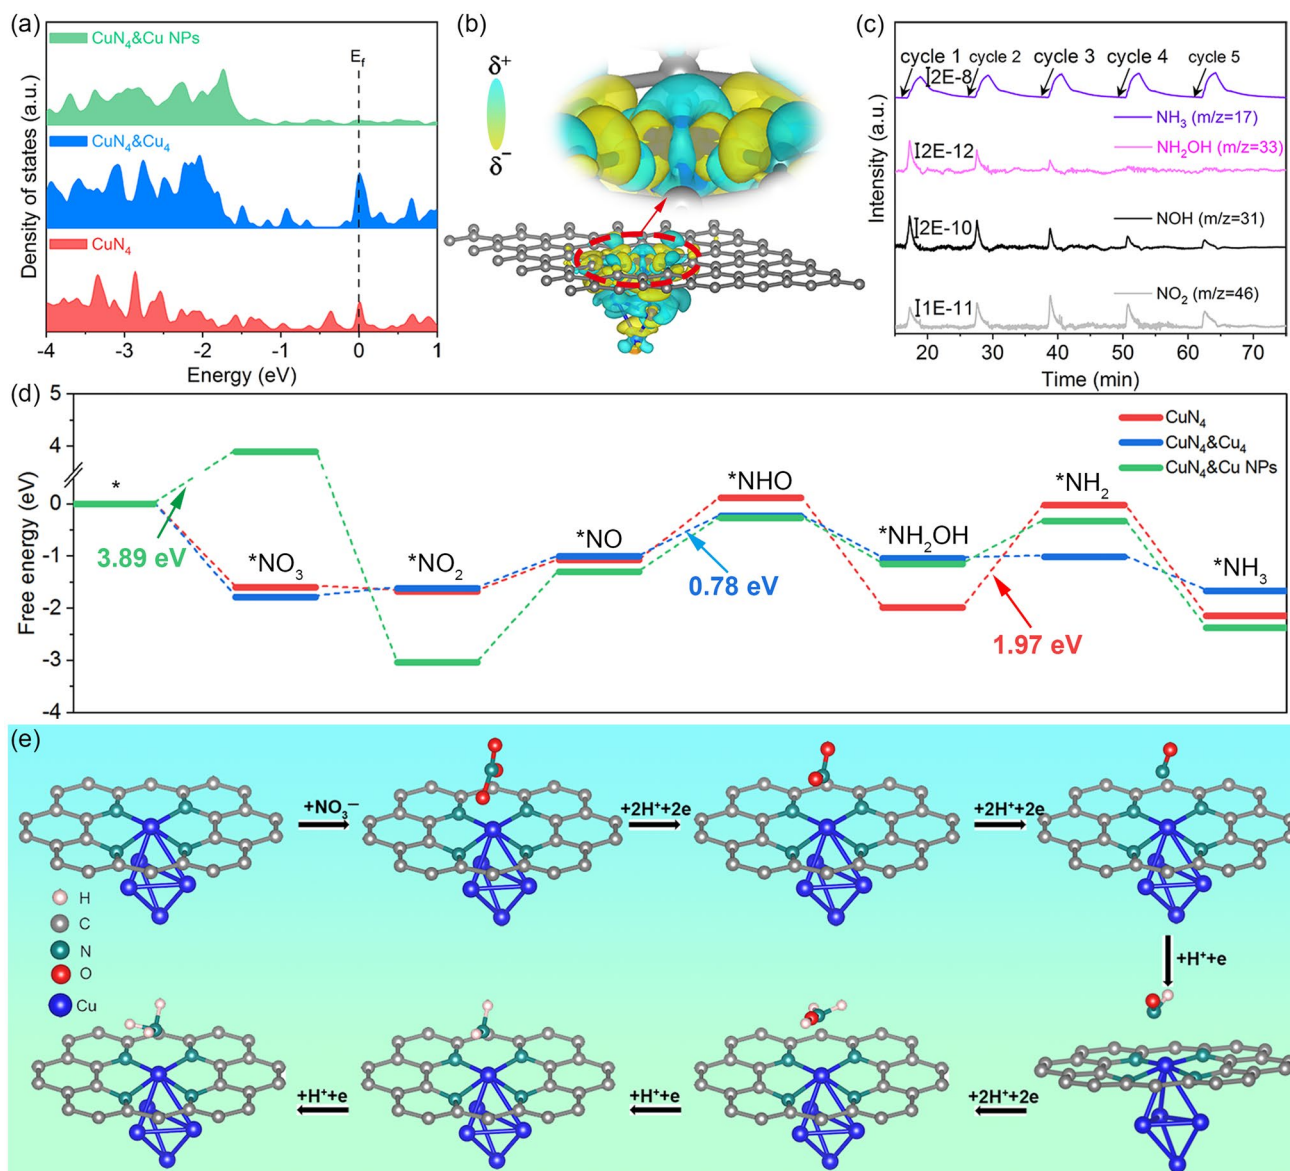 (a)
CuN₄&Cu NPs
E_f
CuN₄&Cu₄
CuN₄
Density of states (a.u.)
-4 -3 -2 -1 0 1
Energy (eV)
(b)
δ⁺
δ⁻
(c)
cycle 1 cycle 2 cycle 3 cycle 4 cycle 5
2E-8
NH₃ (m/z=17)
2E-12
NH₂OH (m/z=33)
2E-10
NOH (m/z=31)
1E-11
NO₂ (m/z=46)
Intensity (a.u.)
20 30 40 50 60 70
Time (min)
(d)
5
4
0
-1
-2
-3
-4
Free energy (eV)
CuN₄
CuN₄&Cu₄
CuN₄&Cu NPs
*
3.89 eV
*NO₃
*NO₂
*NO
*NHO
0.78 eV
*NH₂OH
1.97 eV
*NH₂
*NH₃
(e)
+NO₃⁻
+2H⁺+2e
+2H⁺+2e
+H⁺+e
+2H⁺+2e
+H⁺+e
+H⁺+e
H
C
N
O
Cu